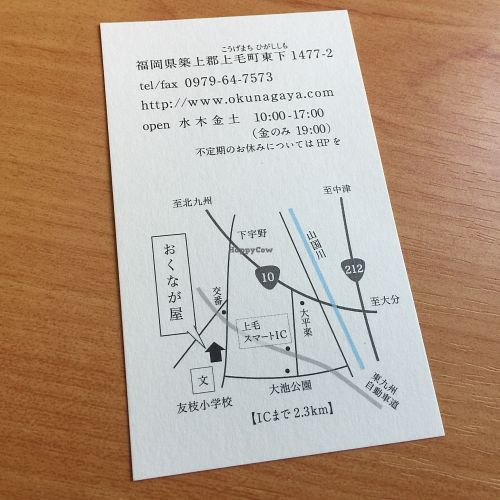 こうげまち ひがししも
福岡県築上郡上毛町東下 1477-2
tel/fax 0979-64-7573
http://www.okunagaya.com
open 水木金土 10:00-17:00
(金のみ 19:00)
不定期のお休みについてはHPを
至中津
至北九州
下宇野
山国川
HappyCow
おくなが屋
10
212
交番
至大分
大平楽
上毛
スマートIC
文
友枝小学校
大池公園
東九州
自動車道
【ICまで2.3km】